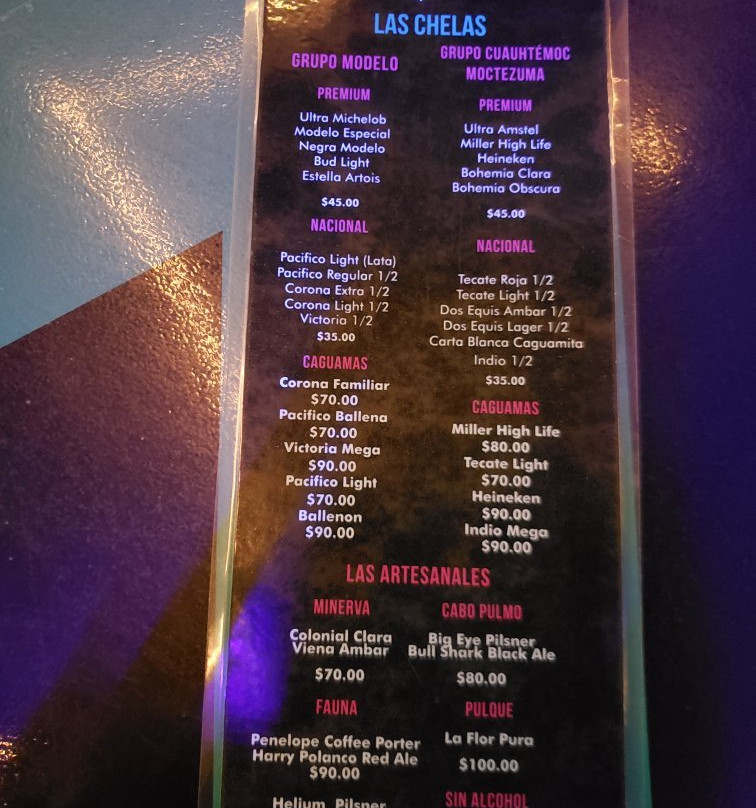 LAS CHELAS
GRUPO MODELO
PREMIUM
Ultra Michelob
Modelo Especial
Negra Modelo
Bud Light
Estella Artois
$45.00
NACIONAL
Pacifico Light (Lata)
Pacifico Regular 1/2
Corona Extra 1/2
Corona Light 1/2
Victoria 1/2
$35.00
CAGUAMAS
Corona Familiar
$70.00
Pacifico Ballena
$70.00
Victoria Mega
$90.00
Pacifico Light
$70.00
Ballenon
$90.00
GRUPO CUAUHTÉMOC
MOCTEZUMA
PREMIUM
Ultra Amstel
Miller High Life
Heineken
Bohemia Clara
Bohemia Obscura
$45.00
NACIONAL
Tecate Roja 1/2
Tecate Light 1/2
Dos Equis Ambar 1/2
Dos Equis Lager 1/2
Carta Blanca Caguamita
Indio 1/2
$35.00
CAGUAMAS
Miller High Life
$80.00
Tecate Light
$70.00
Heineken
$90.00
Indio Mega
$90.00
LAS ARTESANALES
MINERVA
Colonial Clara
Viena Ambar
$70.00
CABO PULMO
Big Eye Pilsner
Bull Shark Black Ale
$80.00
FAUNA
Penelope Coffee Porter
Harry Polanco Red Ale
$90.00
Helium Pilsner
PULQUE
La Flor Pura
$100.00
SIN ALCOHOL